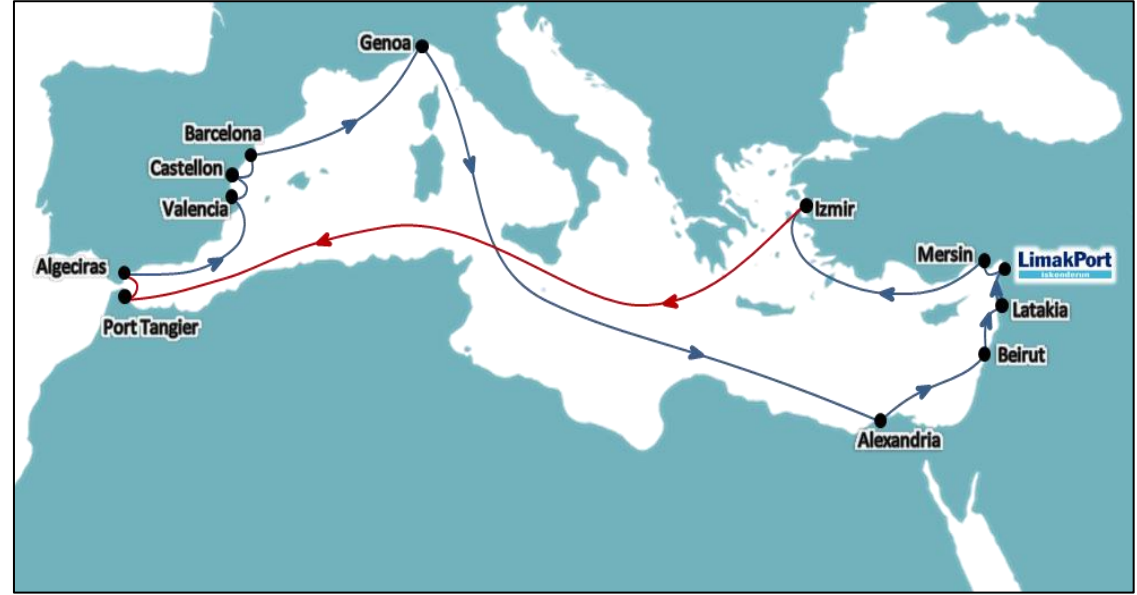 Genoa
Barcelona
Castellon
Valencia
Algeciras
Port Tangier
Izmir
Mersin
LimakPort
iskenderun
Latakia
Beirut
Alexandria